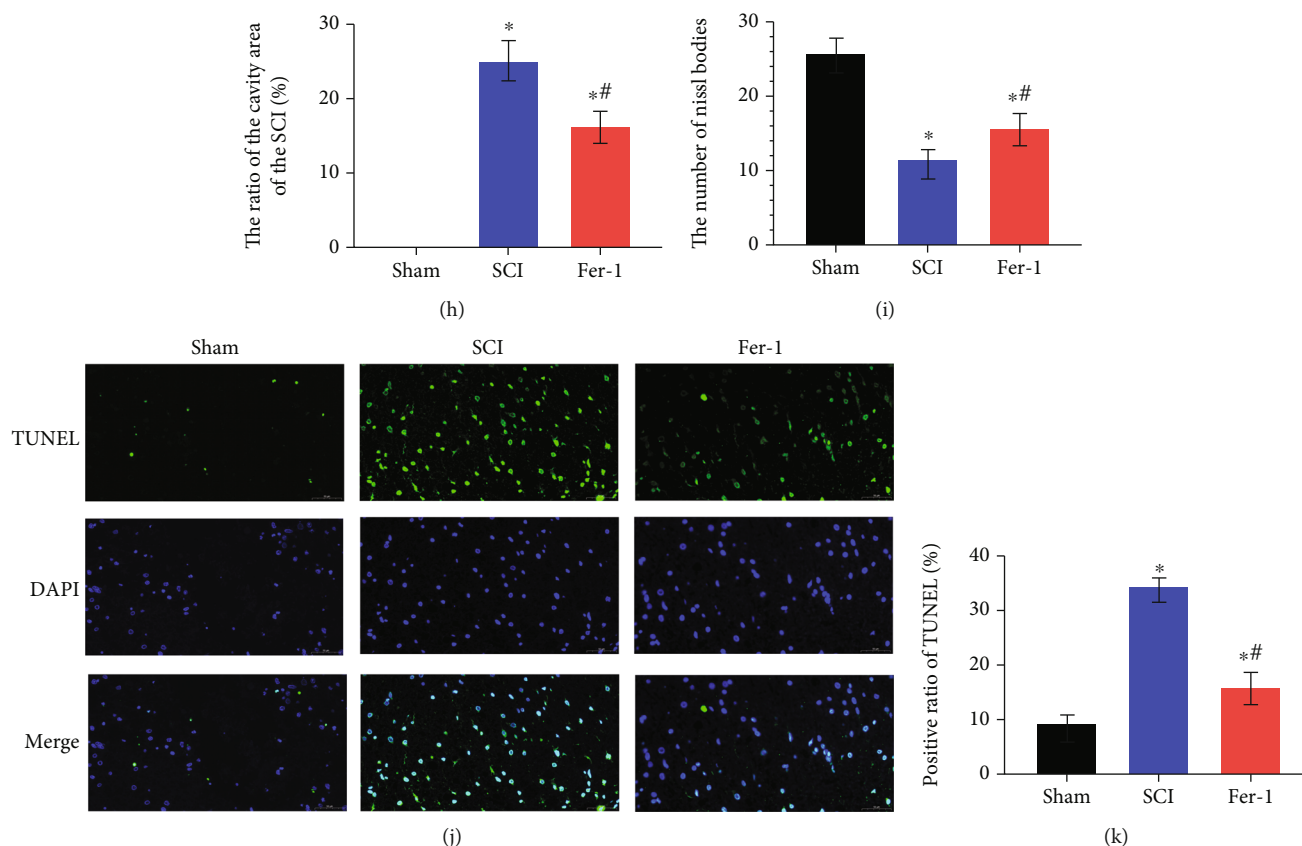 The ratio of the cavity area
of the SCI (%)
30
20
10
0
*
*#
Sham
SCI
Fer-1
(h)
The number of nissl bodies
30
20
10
0
*
*#
Sham
SCI
Fer-1
(i)
Sham
SCI
Fer-1
TUNEL
DAPI
Merge
(j)
Positive ratio of TUNEL (%)
40
30
20
10
0
*
*#
Sham
SCI
Fer-1
(k)